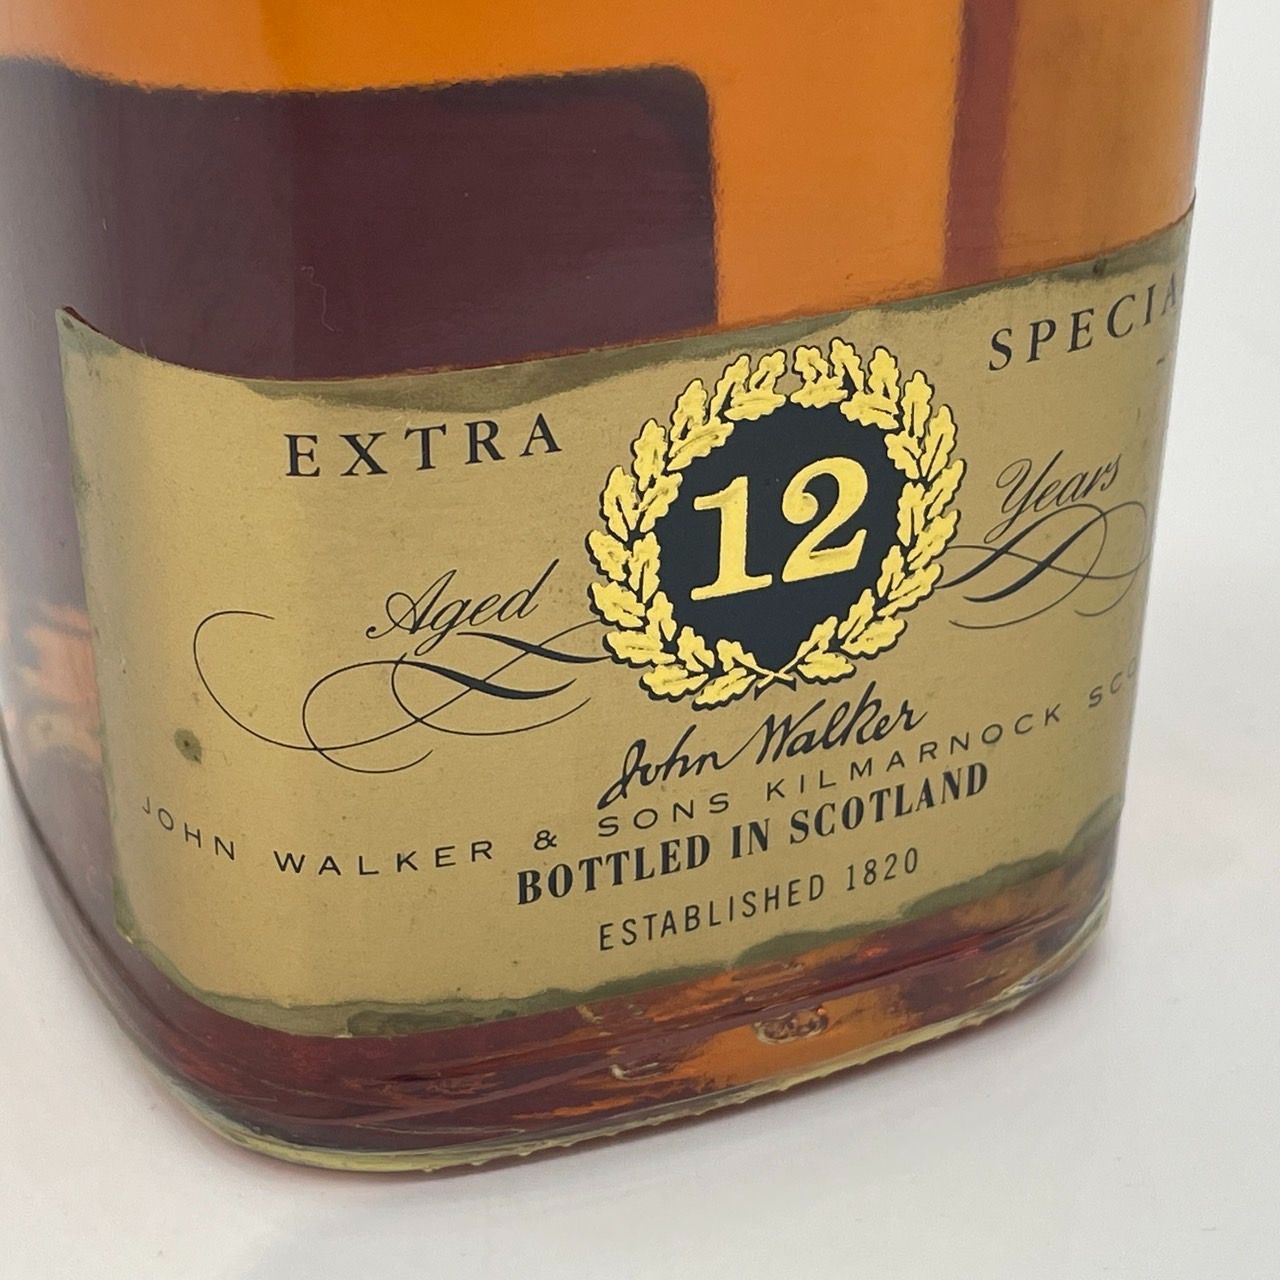 EXTRA SPECIA
Aged 12 Years
John Walker
JOHN WALKER & SONS KILMARNOCK SCO
BOTTLED IN SCOTLAND
ESTABLISHED 1820